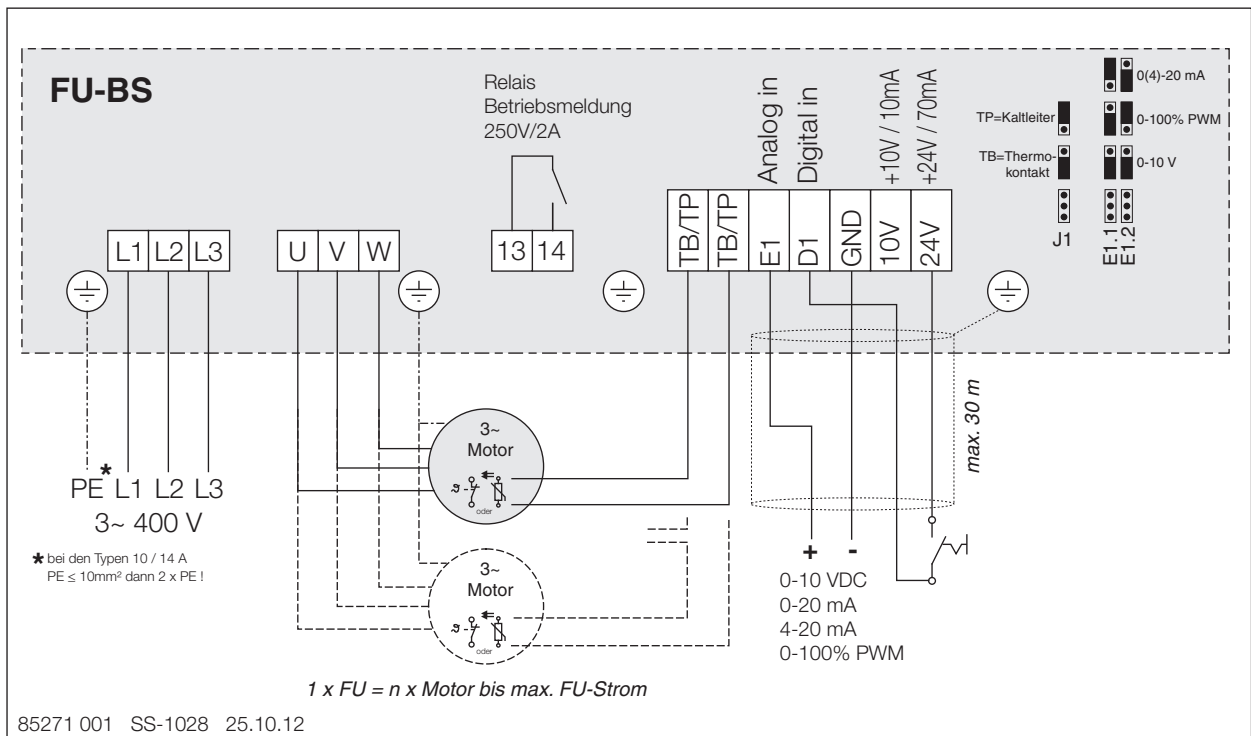 FU-BS
Relais
Betriebsmeldung
250V/2A
13 14
L1 L2 L3
U V W
Analog in
Digital in
+10V / 10mA
+24V / 70mA
TB/TP
TB/TP
E1
D1
GND
10V
24V
TP=Kaltleiter
TB=Thermo-
kontakt
J1
0(4)-20 mA
0-100% PWM
0-10 V
E1.1
E1.2
PE * L1 L2 L3
3~ 400 V
* bei den Typen 10 / 14 A
PE ≤ 10mm² dann 2 x PE !
3~
Motor
ϑ
oder
3~
Motor
ϑ
oder
max. 30 m
+ -
0-10 VDC
0-20 mA
4-20 mA
0-100% PWM
1 x FU = n x Motor bis max. FU-Strom
85271 001 SS-1028 25.10.12